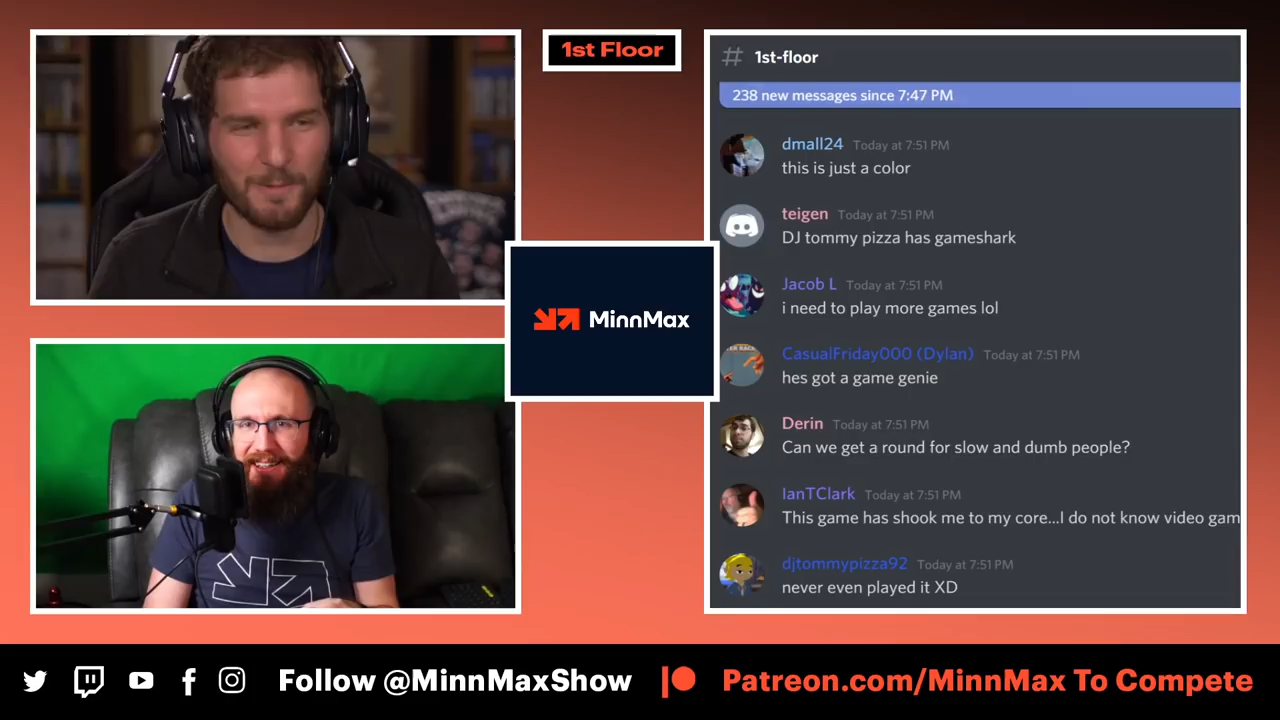 1st Floor
# 1st-floor
238 new messages since 7:47 PM
dmall24 Today at 7:51 PM
this is just a color
teigen Today at 7:51 PM
DJ tommy pizza has gameshark
Jacob L Today at 7:51 PM
i need to play more games lol
CasualFriday000 (Dylan) Today at 7:51 PM
hes got a game genie
Derin Today at 7:51 PM
Can we get a round for slow and dumb people?
IanTClark Today at 7:51 PM
This game has shook me to my core...I do not know video gam
djtommypizza92 Today at 7:51 PM
never even played it XD
MinnMax
Follow @MinnMaxShow
Patreon.com/MinnMax To Compete